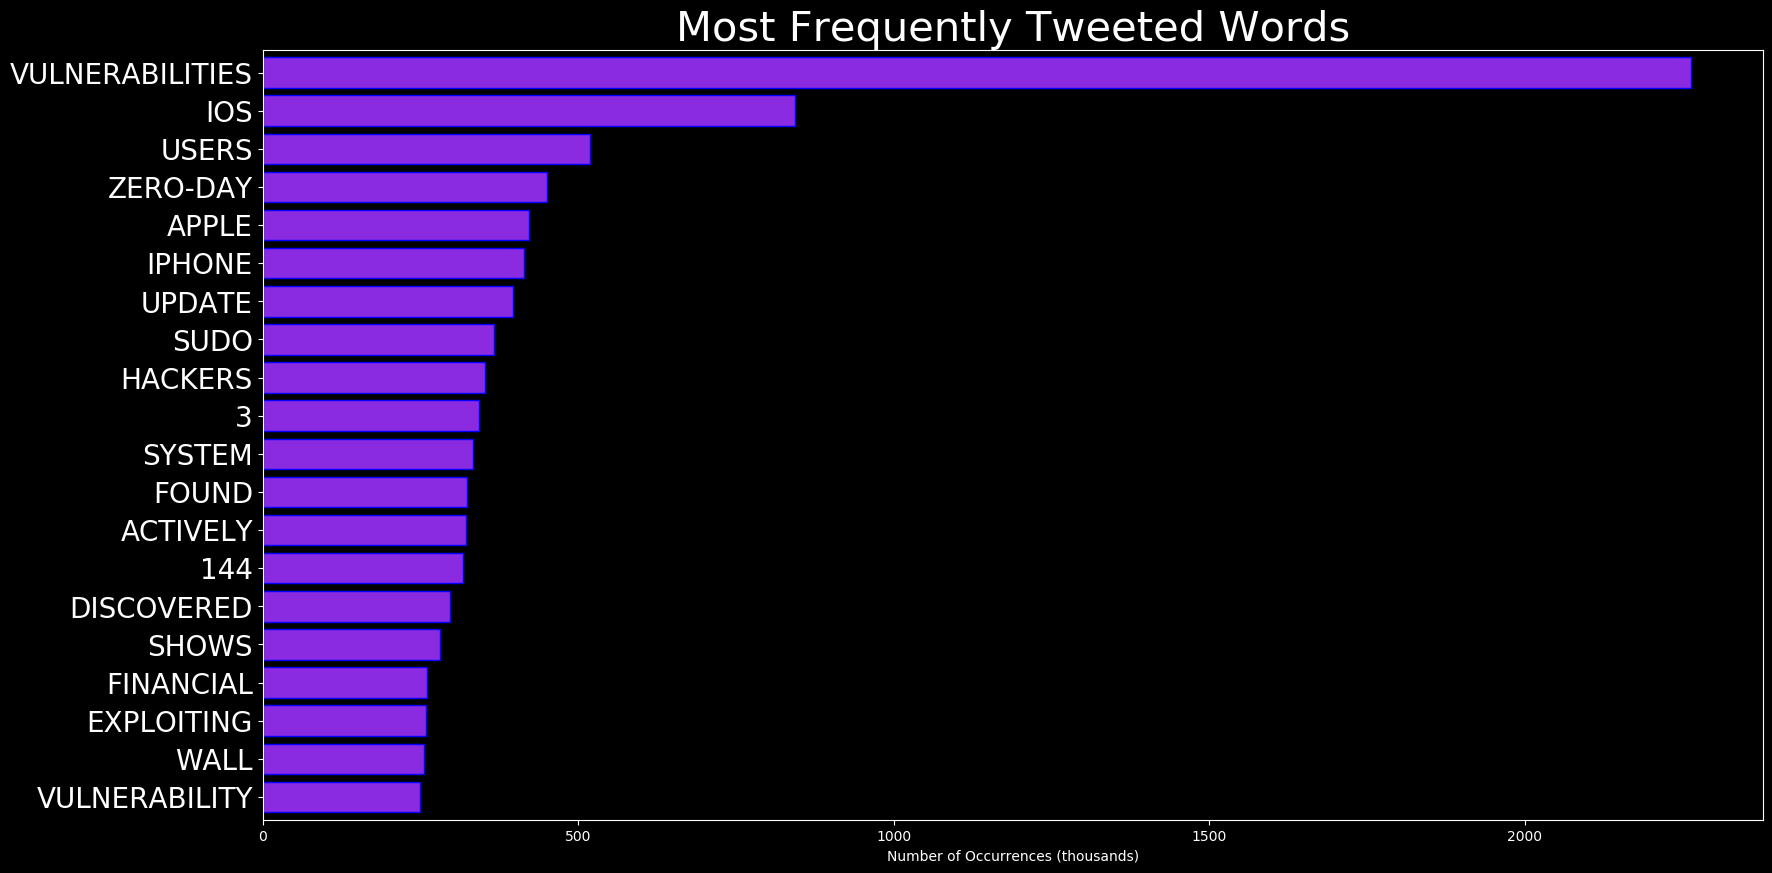 Most Frequently Tweeted Words
VULNERABILITIES
IOS
USERS
ZERO-DAY
APPLE
IPHONE
UPDATE
SUDO
HACKERS
3
SYSTEM
FOUND
ACTIVELY
144
DISCOVERED
SHOWS
FINANCIAL
EXPLOITING
WALL
VULNERABILITY
0 500 1000 1500 2000
Number of Occurrences (thousands)